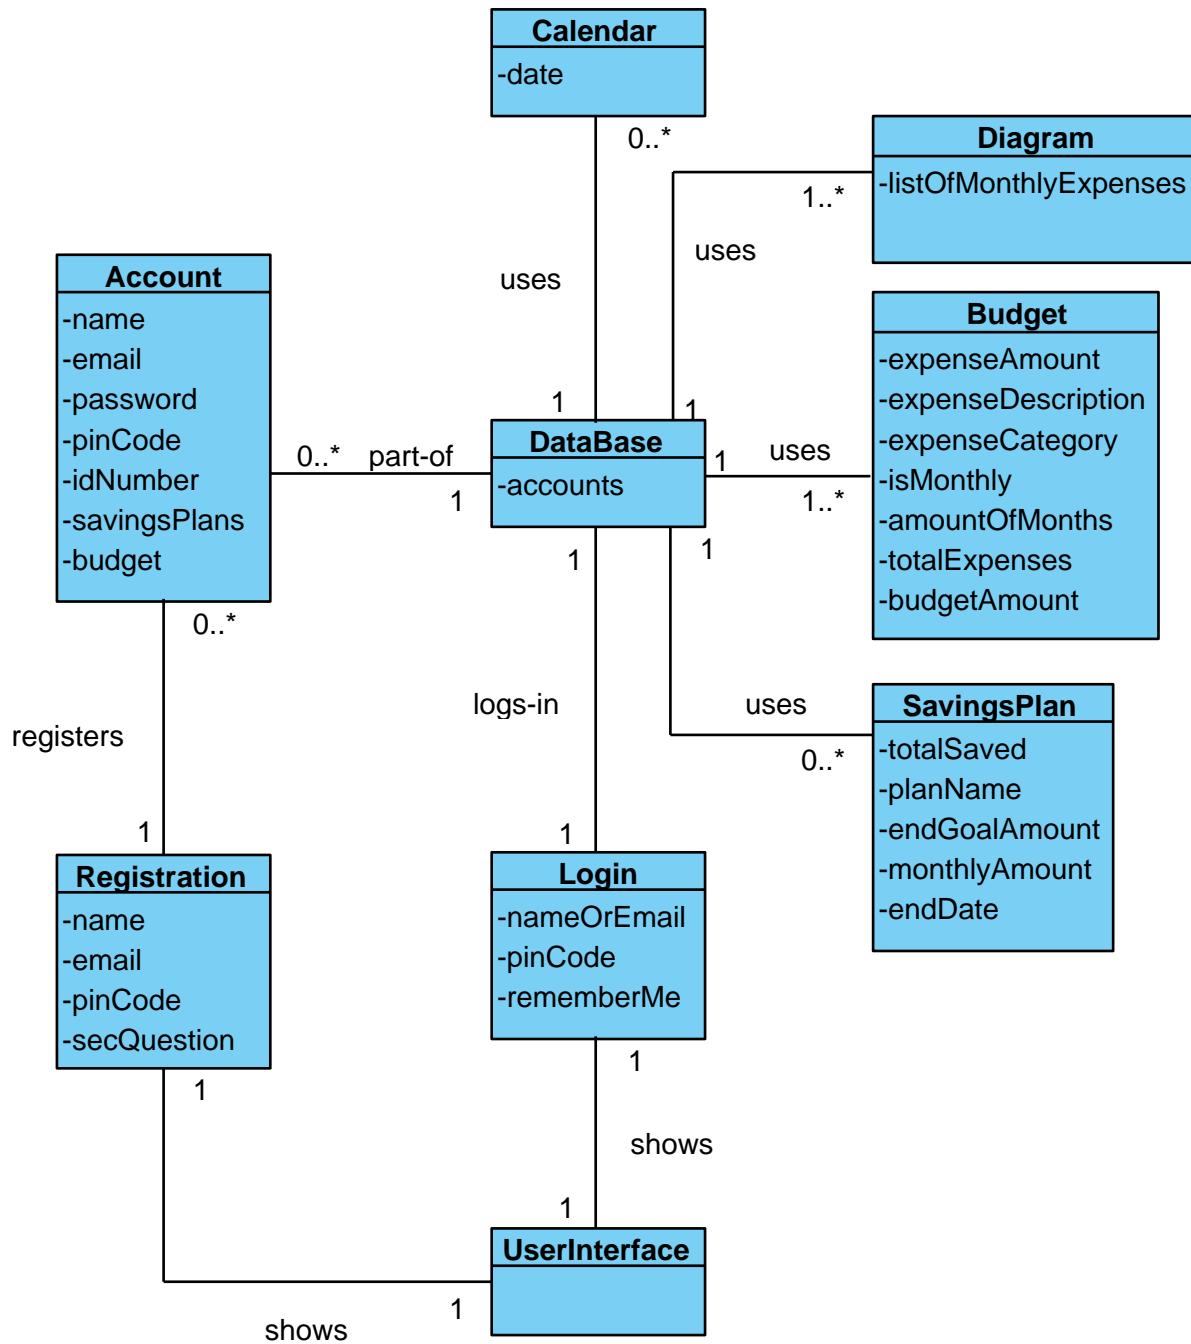 Calendar
-date
0..*
uses
1
Diagram
-listOfMonthlyExpenses
1..*
uses
1
Account
-name
-email
-password
-pinCode
-idNumber
-savingsPlans
-budget
0..*
part-of
1
DataBase
-accounts
1
uses
1..*
Budget
-expenseAmount
-expenseDescription
-expenseCategory
-isMonthly
-amountOfMonths
-totalExpenses
-budgetAmount
0..*
registers
1
1
logs-in
1
1
uses
0..*
SavingsPlan
-totalSaved
-planName
-endGoalAmount
-monthlyAmount
-endDate
Registration
-name
-email
-pinCode
-secQuestion
1
Login
-nameOrEmail
-pinCode
-rememberMe
1
shows
1
UserInterface
1
shows